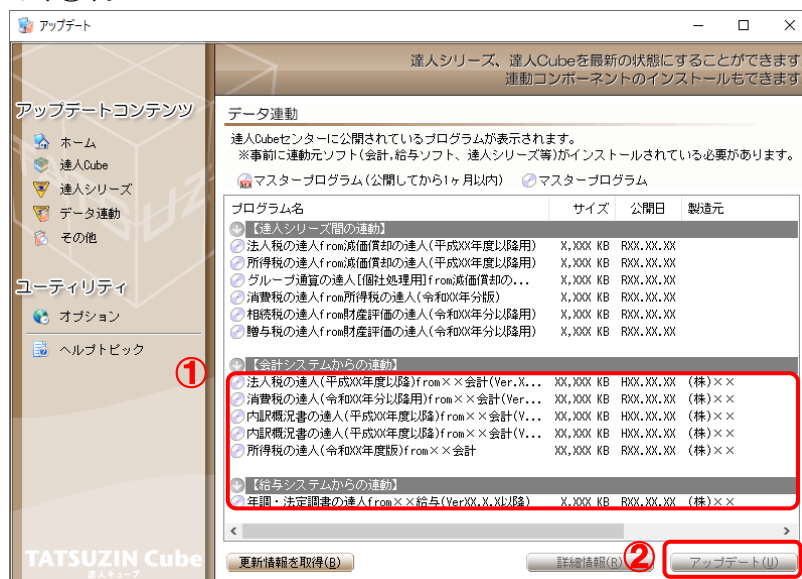 アップデート
達人シリーズ、達人Cubeを最新の状態にすることができます
連動コンポーネントのインストールもできます
アップデートコンテンツ
ホーム
達人Cube
達人シリーズ
データ連動
その他
ユーティリティ
オプション
ヘルプトピック
データ連動
達人Cubeセンターに公開されているプログラムが表示されます。
※事前に連動元ソフト(会計,給与ソフト、達人シリーズ等)がインストールされている必要があります。
マスタープログラム(公開してから1ヶ月以内) マスタープログラム
プログラム名 サイズ 公開日 製造元
【達人シリーズ間の連動】
法人税の達人from減価償却の達人(平成XX年度以降用) X,XXX KB RXX.XX.XX
所得税の達人from減価償却の達人(平成XX年度以降用) X,XXX KB RXX.XX.XX
グループ通算の達人[個社処理用]from減価償却の... X,XXX KB RXX.XX.XX
消費税の達人from所得税の達人(令和XX年分版) X,XXX KB RXX.XX.XX
相続税の達人from財産評価の達人(令和XX年分以降用) X,XXX KB RXX.XX.XX
贈与税の達人from財産評価の達人(令和XX年分以降用) X,XXX KB RXX.XX.XX
①
【会計システムからの連動】
法人税の達人(平成XX年度以降)from××会計(Ver.X... XX,XXX KB HXX.XX.XX (株)××
消費税の達人(令和XX年分以降用)from××会計(Ver... XX,XXX KB RXX.XX.XX (株)××
内訳概況書の達人(平成XX年度以降)from××会計(V... XX,XXX KB HXX.XX.XX (株)××
内訳概況書の達人(平成XX年度以降)from××会計(V... XX,XXX KB HXX.XX.XX (株)××
所得税の達人(令和XX年度版)from××会計 XX,XXX KB RXX.XX.XX (株)××
【給与システムからの連動】
年調・法定調書の達人from××給与(VerXX.X.X以降) X,XXX KB RXX.XX.XX (株)××
更新情報を取得(R) 詳細情報(R ② アップデート(U)
TATSUZIN Cube
達人キューブ